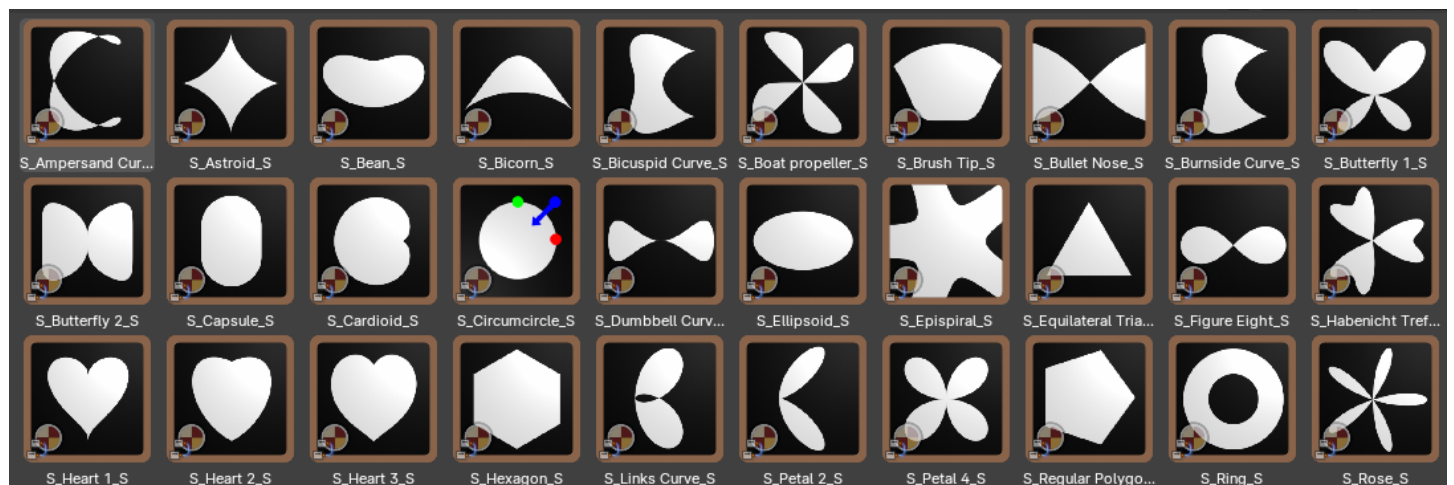 S_Ampersand Cur... S_Astroid_S S_Bean_S S_Bicorn_S S_Bicuspid Curve_S S_Boat propeller_S S_Brush Tip_S S_Bullet Nose_S S_Burnside Curve_S S_Butterfly 1_S
S_Butterfly 2_S S_Capsule_S S_Cardioid_S S_Circumcircle_S S_Dumbbell Curv... S_Ellipsoid_S S_Epispiral_S S_Equilateral Tria... S_Figure Eight_S S_Habenicht Tref...
S_Heart 1_S S_Heart 2_S S_Heart 3_S S_Hexagon_S S_Links Curve_S S_Petal 2_S S_Petal 4_S S_Regular Polygo... S_Ring_S S_Rose_S